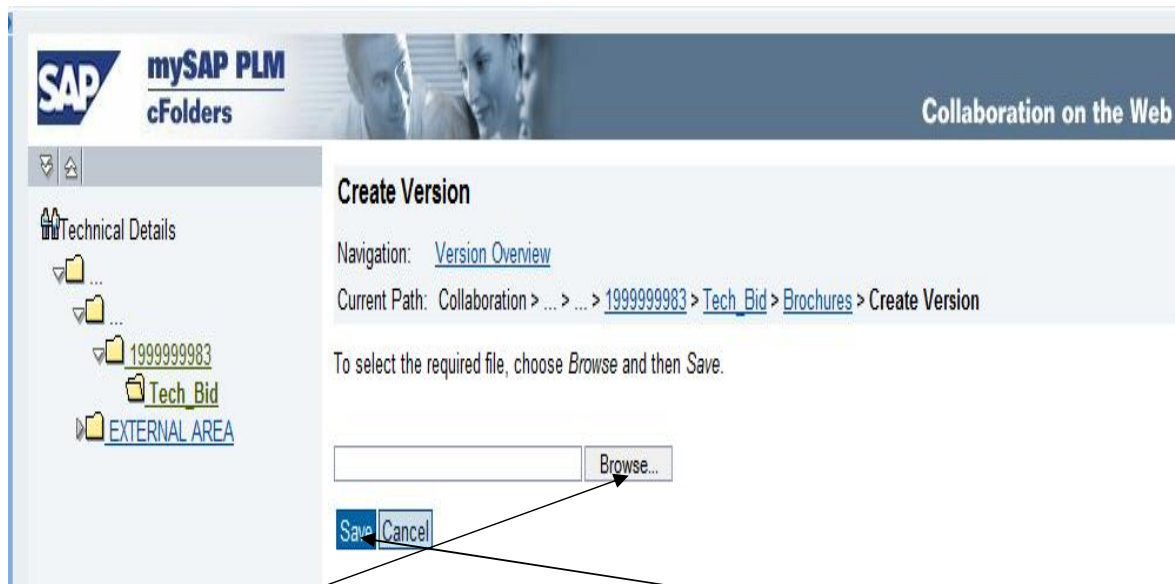 SAP
mySAP PLM
cFolders
Collaboration on the Web
Technical Details
...
...
1999999983
Tech_Bid
EXTERNAL AREA
Create Version
Navigation: Version Overview
Current Path: Collaboration > ... > ... > 1999999983 > Tech_Bid > Brochures > Create Version
To select the required file, choose Browse and then Save.
Browse...
Save Cancel